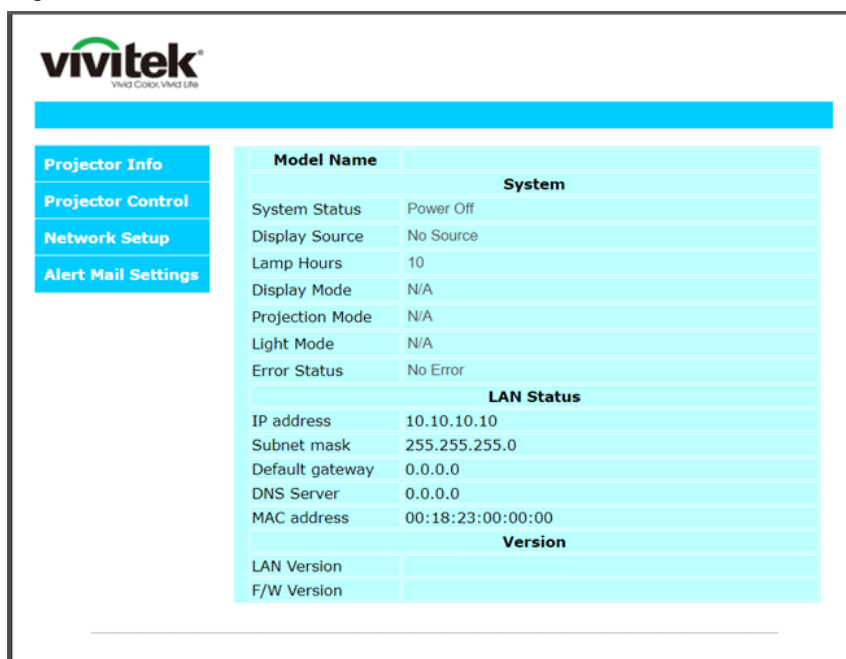 vivitek®
Vivid Color, Vivid Life
Projector Info
Projector Control
Network Setup
Alert Mail Settings
Model Name
System
System Status Power Off
Display Source No Source
Lamp Hours 10
Display Mode N/A
Projection Mode N/A
Light Mode N/A
Error Status No Error
LAN Status
IP address 10.10.10.10
Subnet mask 255.255.255.0
Default gateway 0.0.0.0
DNS Server 0.0.0.0
MAC address 00:18:23:00:00:00
Version
LAN Version
F/W Version